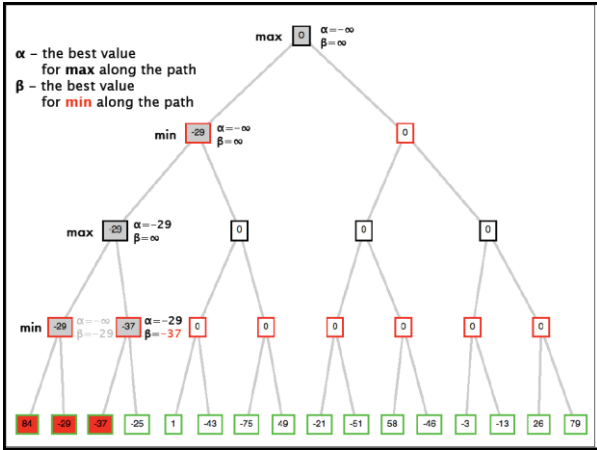 max 0 α=-∞
β=∞
α – the best value
for max along the path
β – the best value
for min along the path
min -29 α=-∞
β=∞
0
max -29 α=-29
β=∞
0 0 0
min -29 α=-∞
β=-29
-37 α=-29
β=-37
0 0 0 0 0 0
84 -29 -37 -25 1 -43 -75 49 -21 -51 58 -46 -3 -13 26 79